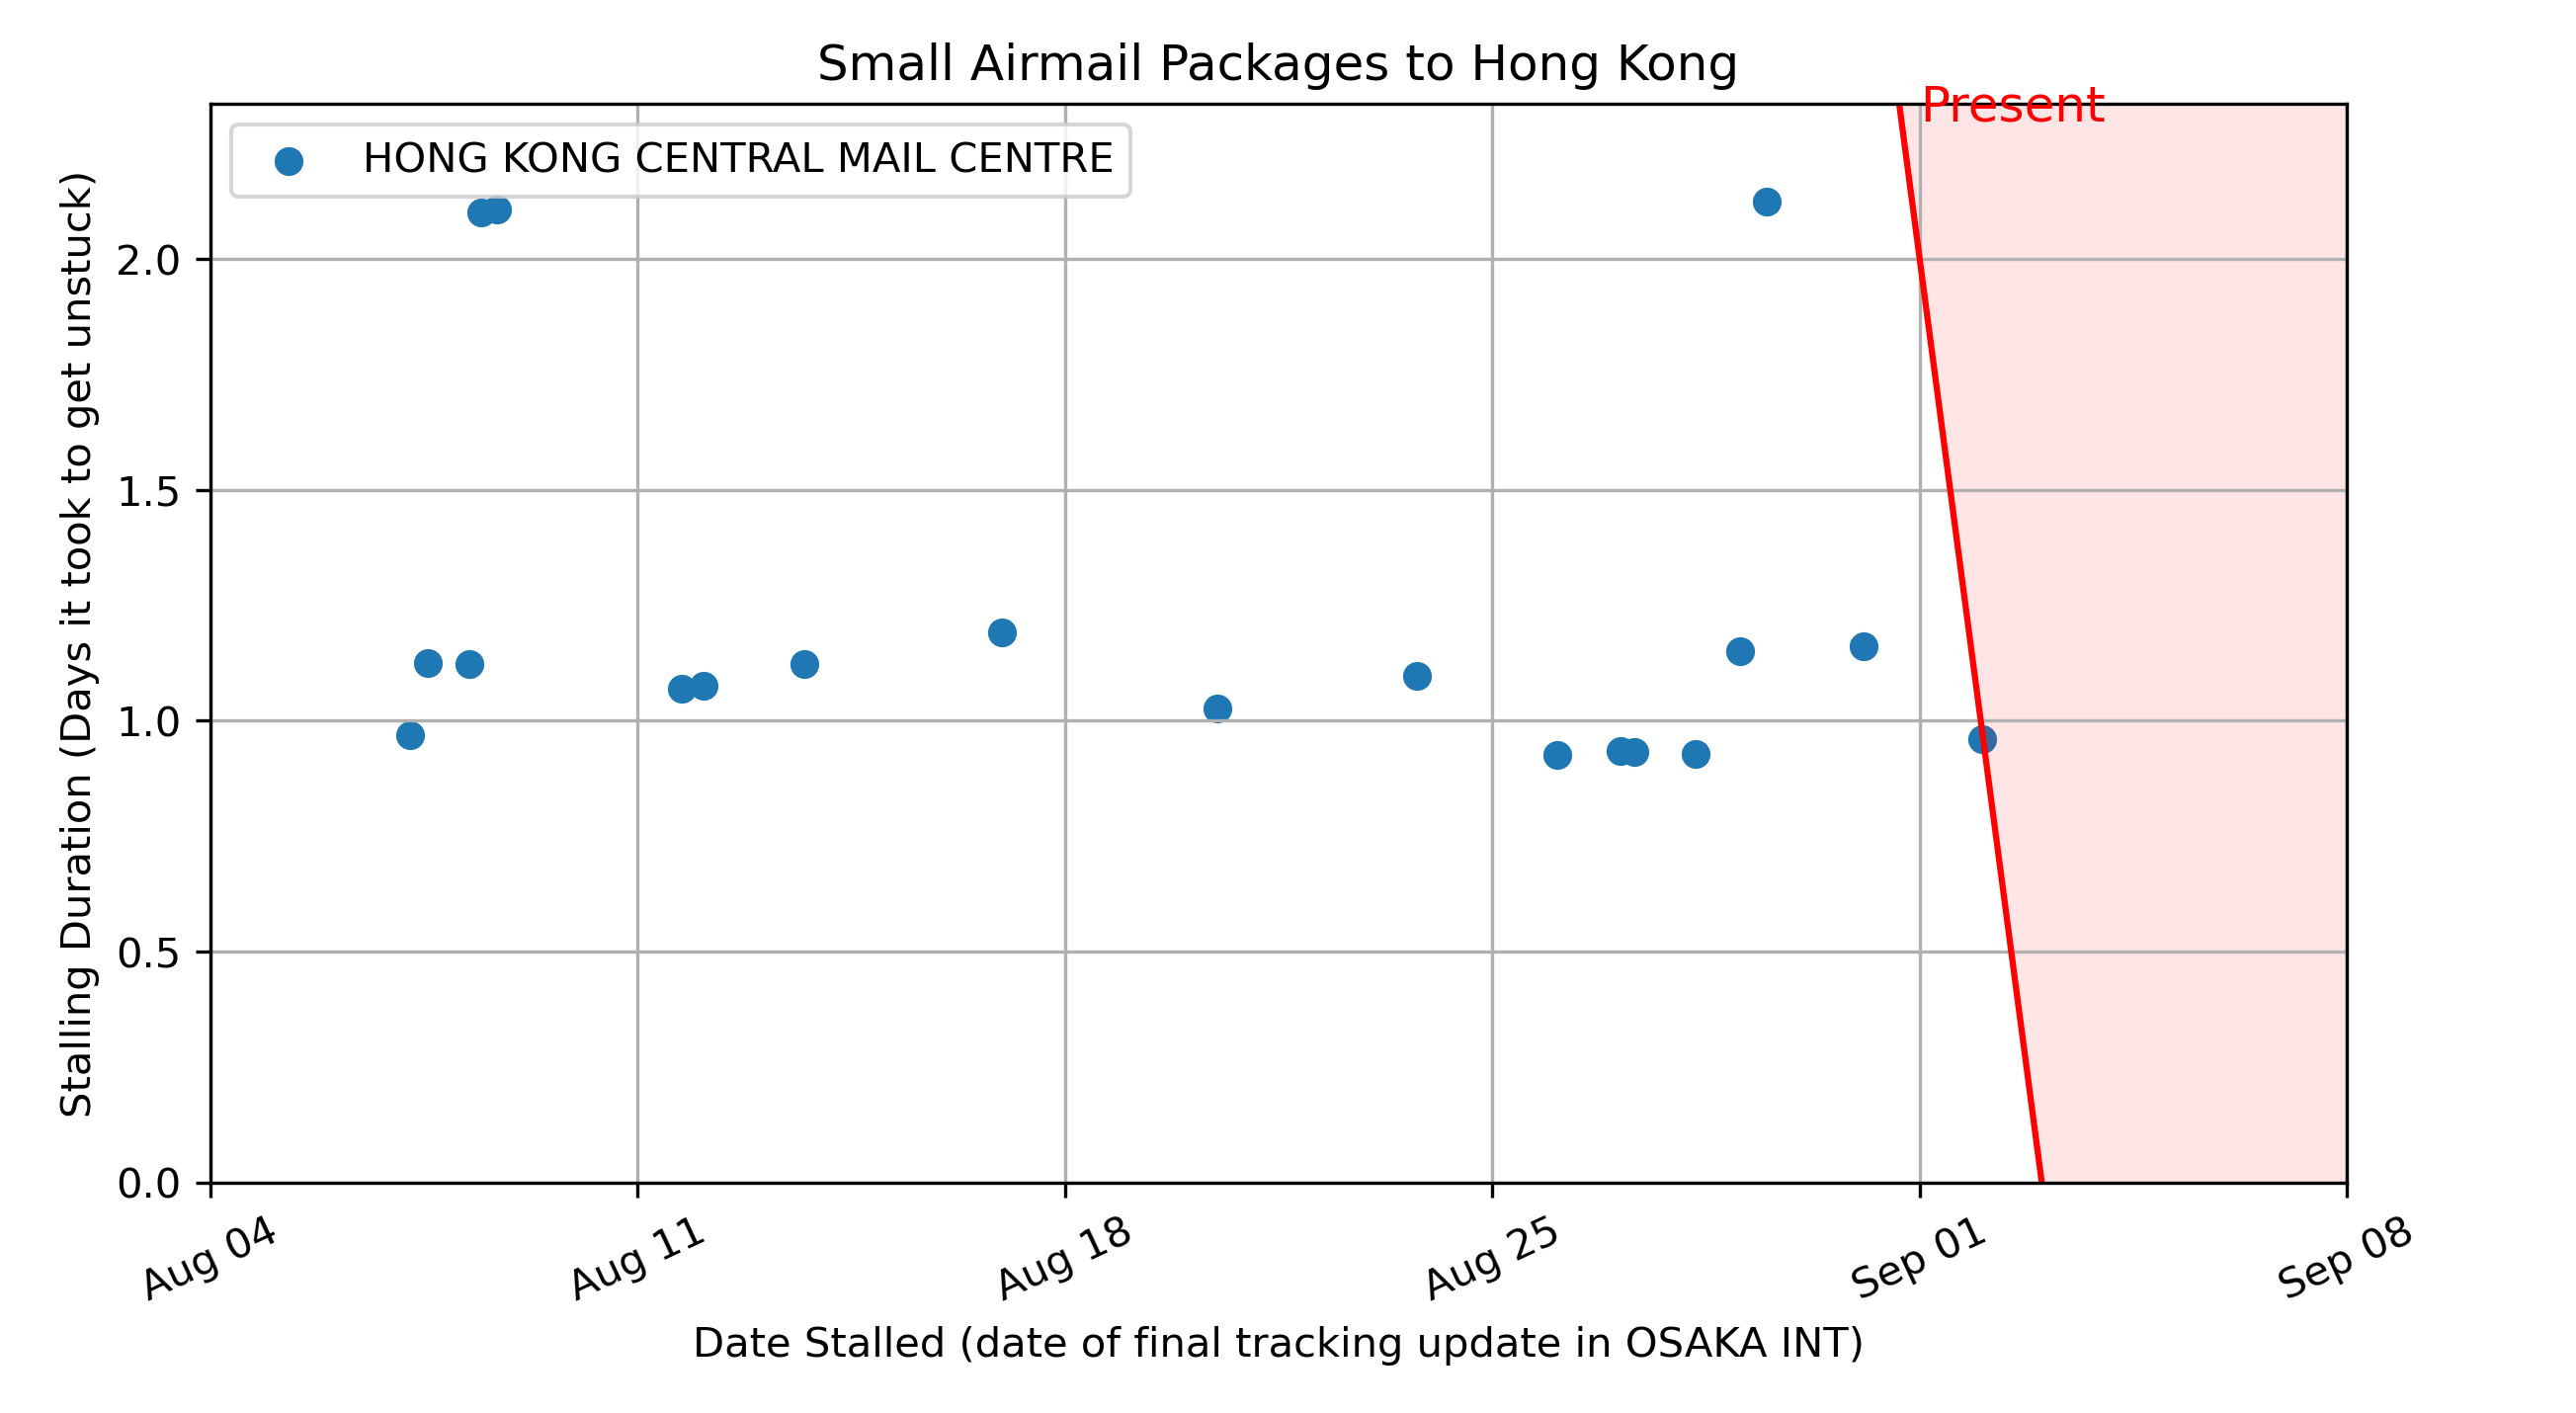 Small Airmail Packages to Hong Kong
Present
HONG KONG CENTRAL MAIL CENTRE
Stalling Duration (Days it took to get unstuck)
2.0
1.5
1.0
0.5
0.0
Aug 04
Aug 11
Aug 18
Aug 25
Sep 01
Sep 08
Date Stalled (date of final tracking update in OSAKA INT)